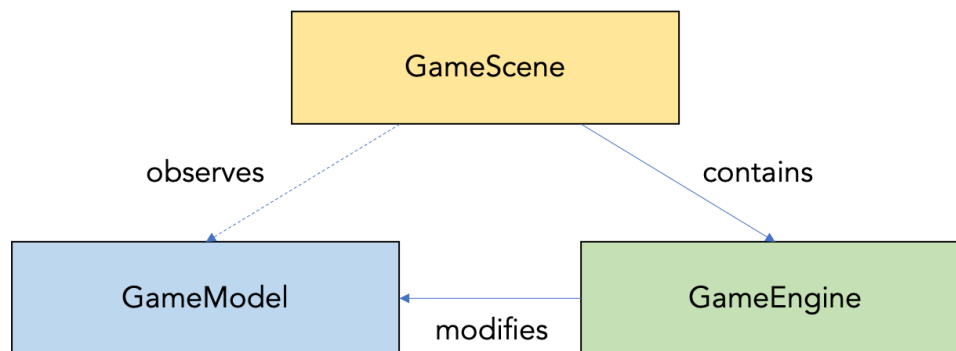 GameScene
observes
contains
GameModel
GameEngine
modifies